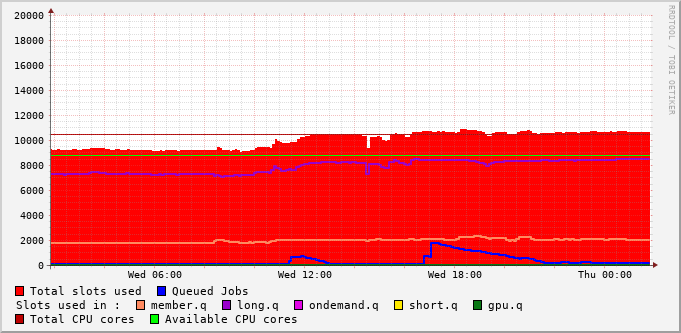 RRDTOOL / TOBI OETIKER
20000
18000
16000
14000
12000
10000
8000
6000
4000
2000
0
Wed 06:00 Wed 12:00 Wed 18:00 Thu 00:00
Total slots used Queued Jobs
Slots used in : member.q long.q ondemand.q short.q gpu.q
Total CPU cores Available CPU cores